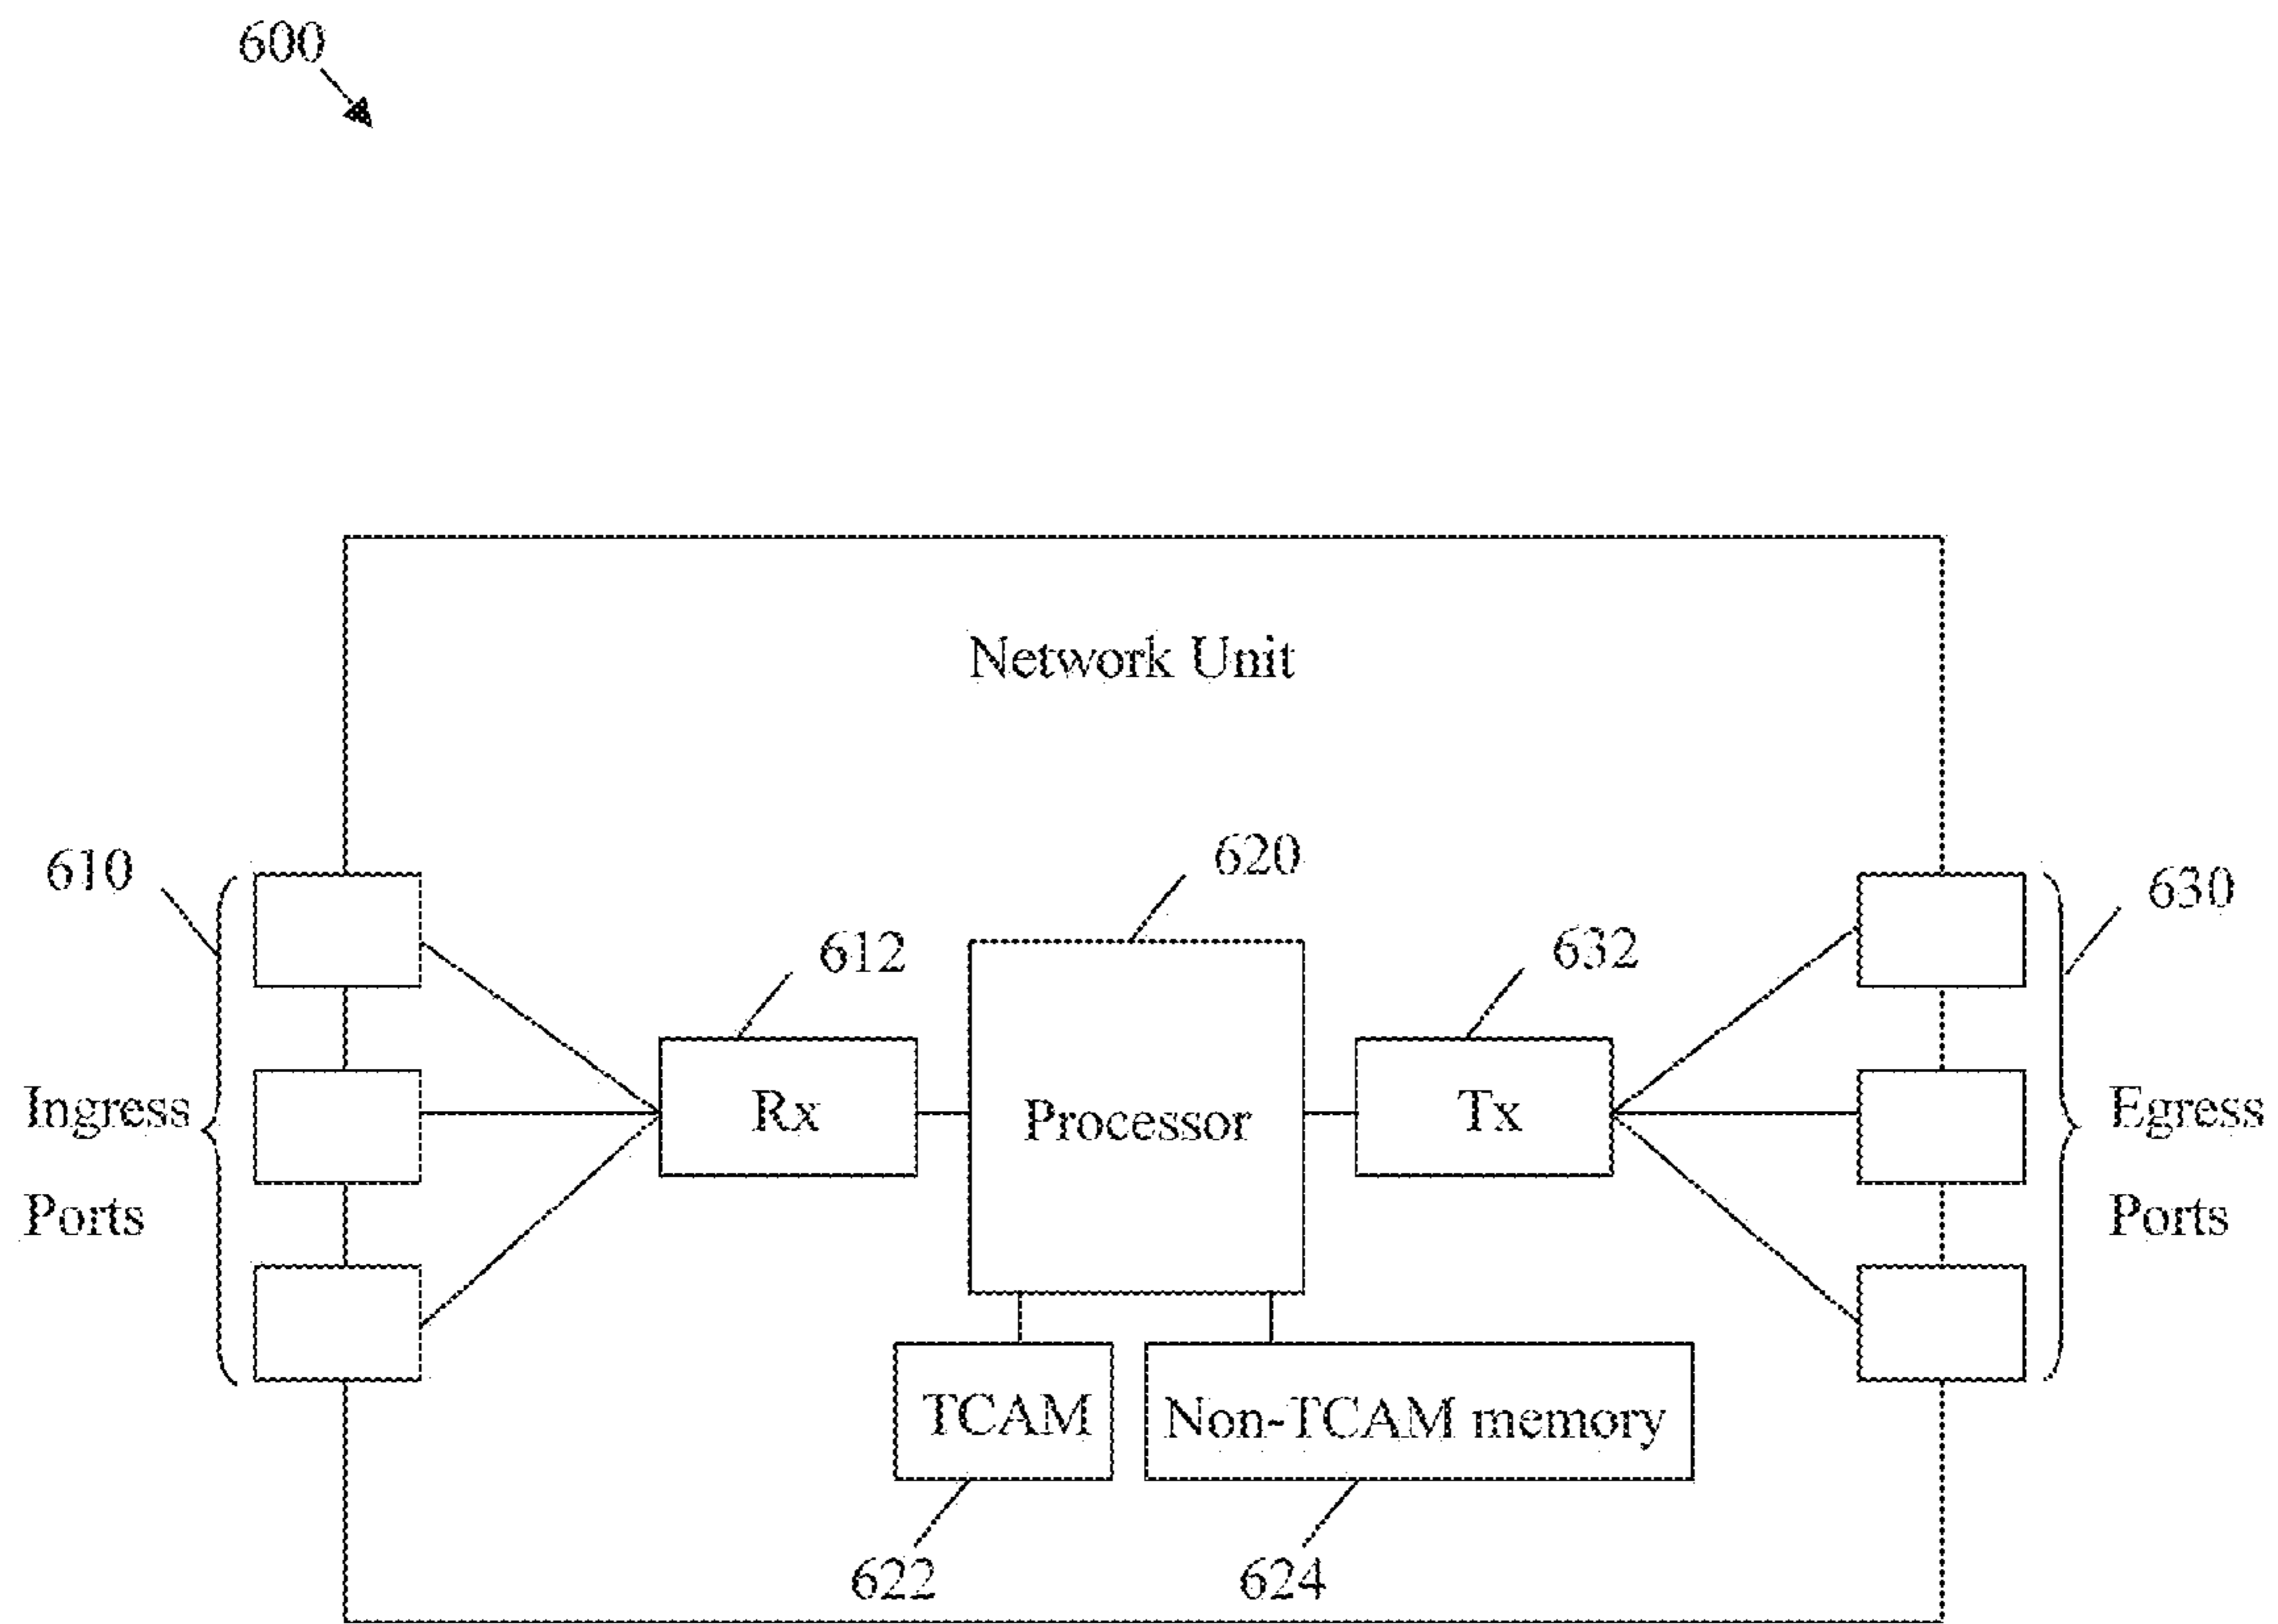 600
Network Unit
610
620
630
612
632
Ingress
Ports
Rx
Processor
Tx
Egress
Ports
TCAM
Non-TCAM memory
622
624